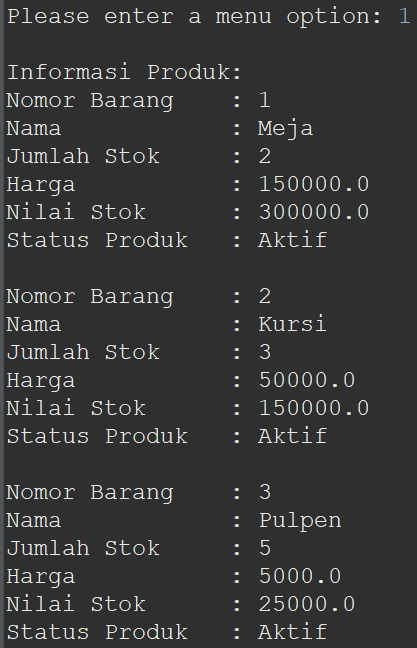 Please enter a menu option: 1
Informasi Produk:
Nomor Barang    : 1
Nama            : Meja
Jumlah Stok     : 2
Harga           : 150000.0
Nilai Stok      : 300000.0
Status Produk   : Aktif
Nomor Barang    : 2
Nama            : Kursi
Jumlah Stok     : 3
Harga           : 50000.0
Nilai Stok      : 150000.0
Status Produk   : Aktif
Nomor Barang    : 3
Nama            : Pulpen
Jumlah Stok     : 5
Harga           : 5000.0
Nilai Stok      : 25000.0
Status Produk   : Aktif